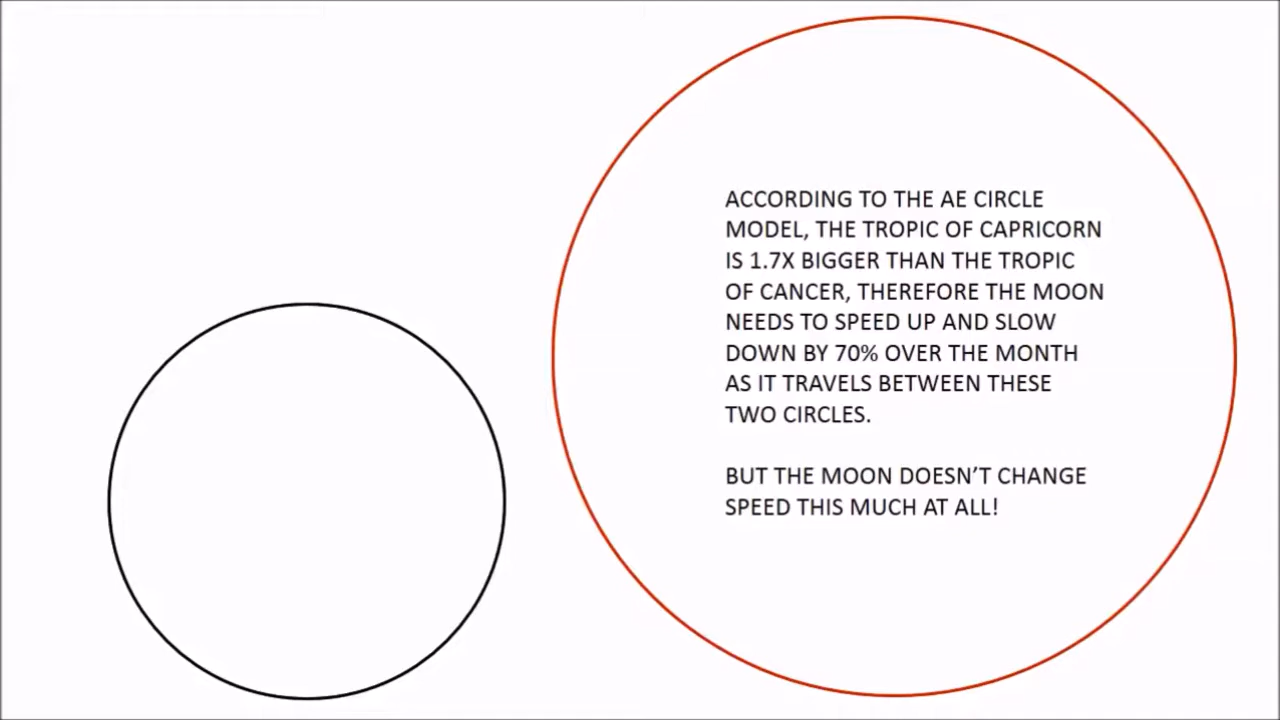 ACCORDING TO THE AE CIRCLE
MODEL, THE TROPIC OF CAPRICORN
IS 1.7X BIGGER THAN THE TROPIC
OF CANCER, THEREFORE THE MOON
NEEDS TO SPEED UP AND SLOW
DOWN BY 70% OVER THE MONTH
AS IT TRAVELS BETWEEN THESE
TWO CIRCLES.
BUT THE MOON DOESN’T CHANGE
SPEED THIS MUCH AT ALL!